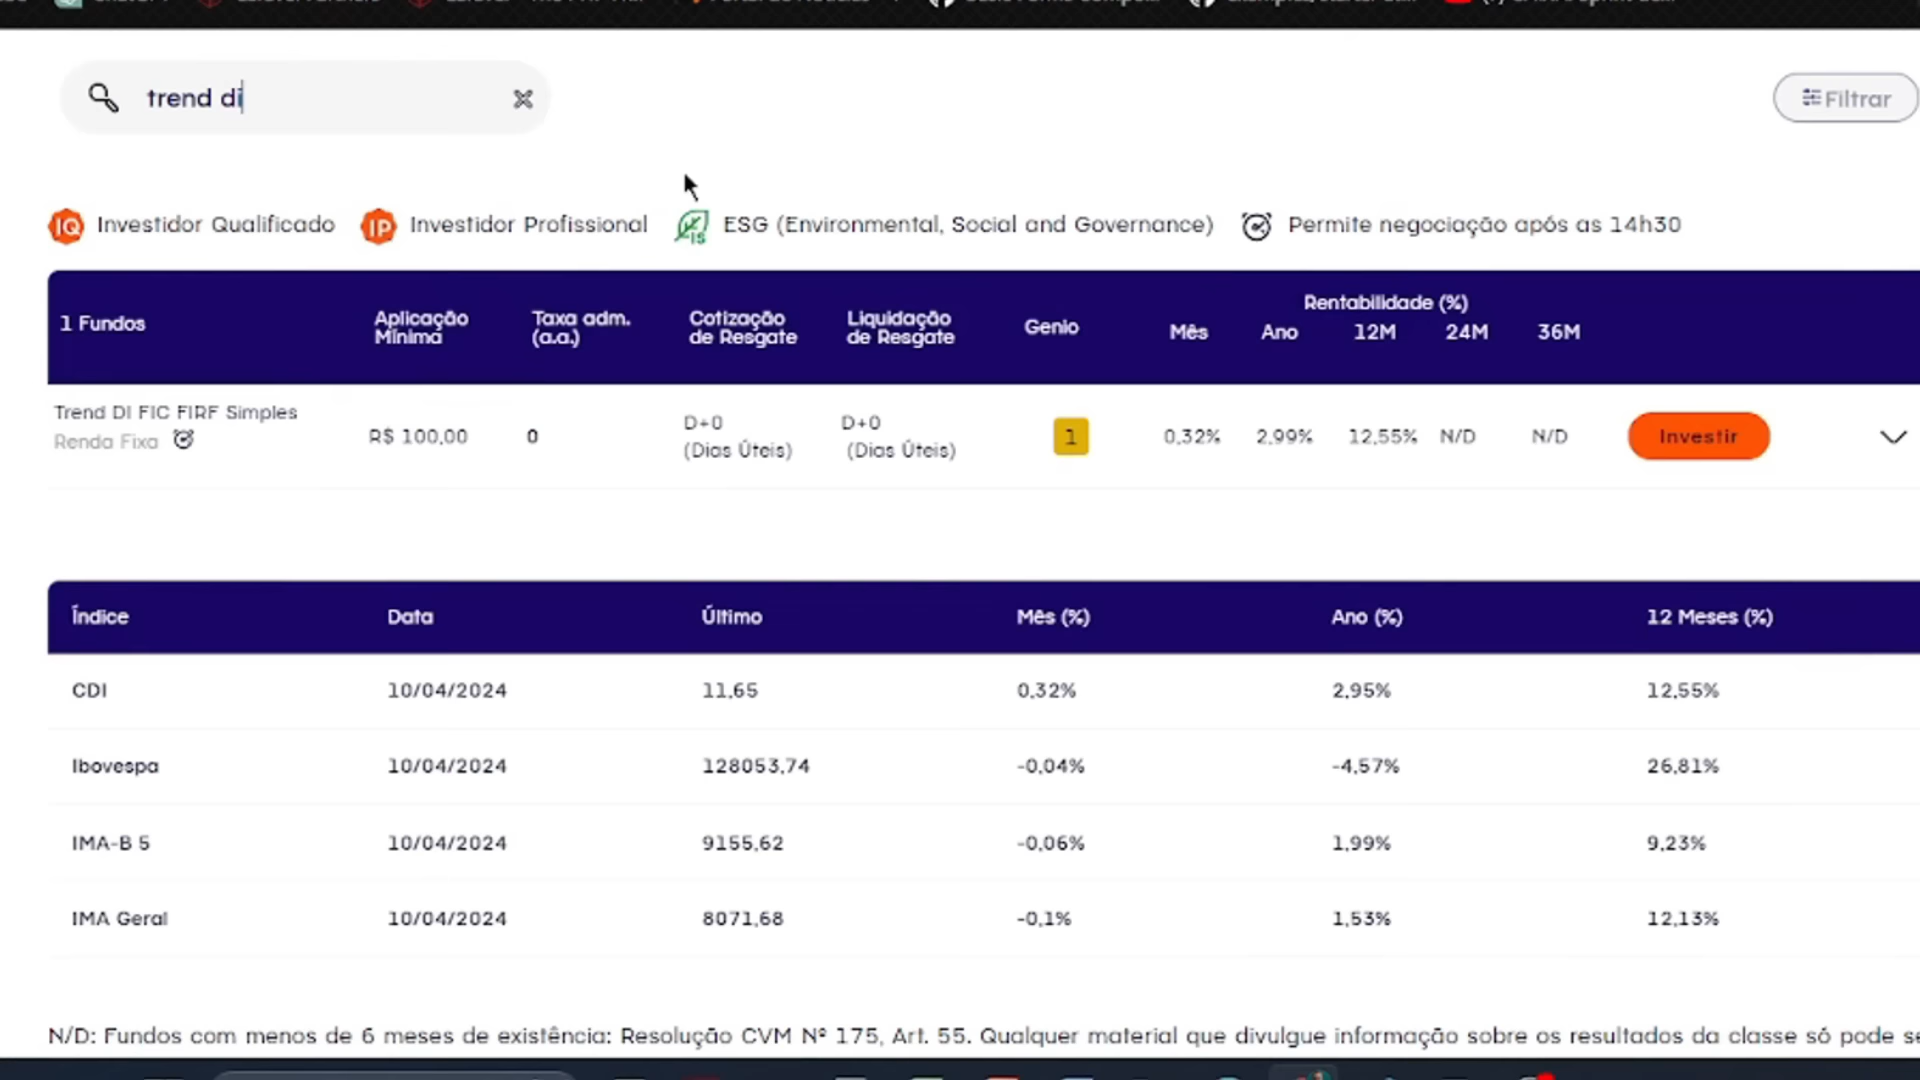 trend di
Filtrar
IQ Investidor Qualificado IP Investidor Profissional IS ESG (Environmental, Social and Governance) Permite negociação após as 14h30
1 Fundos Aplicação Mínima Taxa adm. (a.a.) Cotização de Resgate Liquidação de Resgate Genio Rentabilidade (%)
Mês Ano 12M 24M 36M
Trend DI FIC FIRF Simples
Renda Fixa
R$ 100,00 0 D+0 (Dias Úteis) D+0 (Dias Úteis) 1 0,32% 2,99% 12,55% N/D N/D Investir
Índice Data Último Mês (%) Ano (%) 12 Meses (%)
CDI 10/04/2024 11,65 0,32% 2,95% 12,55%
Ibovespa 10/04/2024 128053,74 -0,04% -4,57% 26,81%
IMA-B 5 10/04/2024 9155,62 -0,06% 1,99% 9,23%
IMA Geral 10/04/2024 8071,68 -0,1% 1,53% 12,13%
N/D: Fundos com menos de 6 meses de existência: Resolução CVM Nº 175, Art. 55. Qualquer material que divulgue informação sobre os resultados da classe só pode se